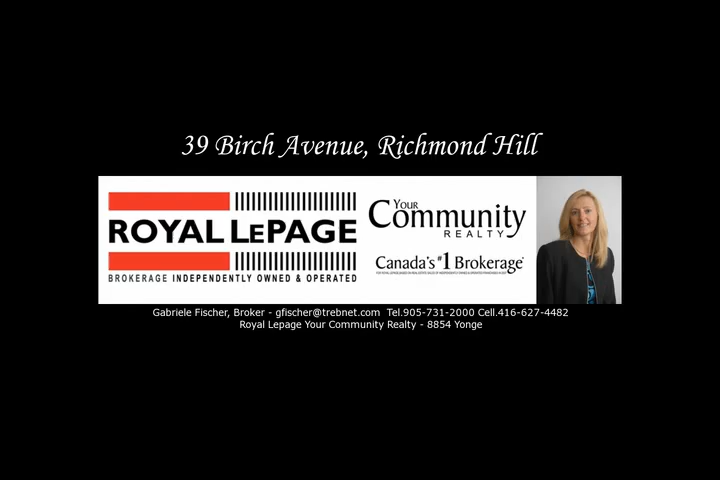 39 Birch Avenue, Richmond Hill
ROYAL LEPAGE
BROKERAGE INDEPENDENTLY OWNED & OPERATED
YOUR
Community
REALTY
Canada's #1 Brokerage
Gabriele Fischer, Broker - gfischer@trebnet.com Tel.905-731-2000 Cell.416-627-4482
Royal Lepage Your Community Realty - 8854 Yonge